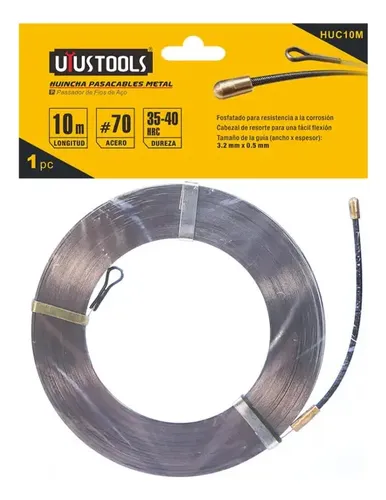 HUC10M
UYUSTOOLS
HUINCHA PASACABLES METAL
P Passador de Fios de Aço
10m
LONGITUD
#70
ACERO
35-40
HRC
DUREZA
1pc
Fosfatado para resistencia a la corrosión
Cabezal de resorte para una fácil flexión
Tamaño de la guía (ancho x espesor):
3.2 mm x 0.5 mm